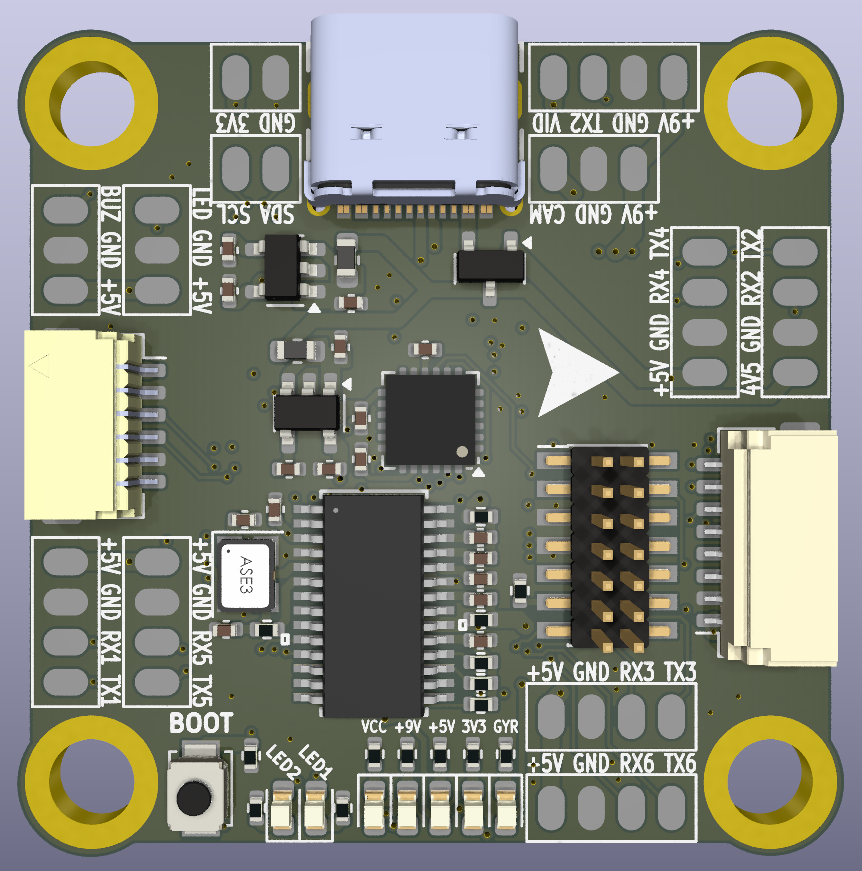 GND 3V3
+9V GND TX2 VID
SDA SCL
+9V GND CAM
BUZ GND +5V
LED GND +5V
+5V GND RX4 TX4
4V5 GND RX2 TX2
ASE3
+5V GND RX1 TX1
+5V GND RX5 TX5
+5V GND RX3 TX3
BOOT
LED2
LED1
VCC +9V +5V 3V3 GYR
+5V GND RX6 TX6